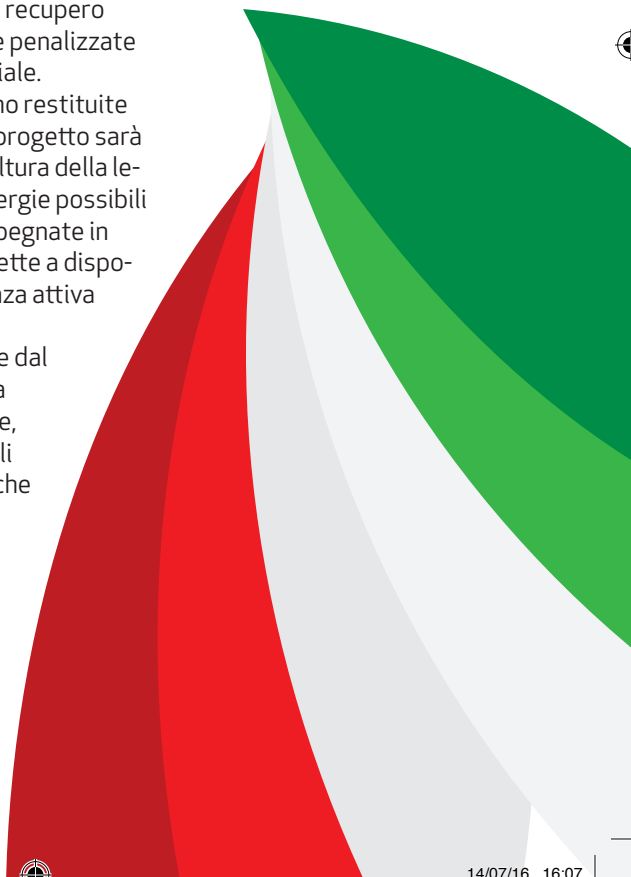 recupero
e penalizzate
iale.
no restituite
progetto sarà
ltura della le-
ergie possibili
pegnate in
ette a dispo-
nza attiva
e dal
a
e,
li
che
14/07/16 16:07